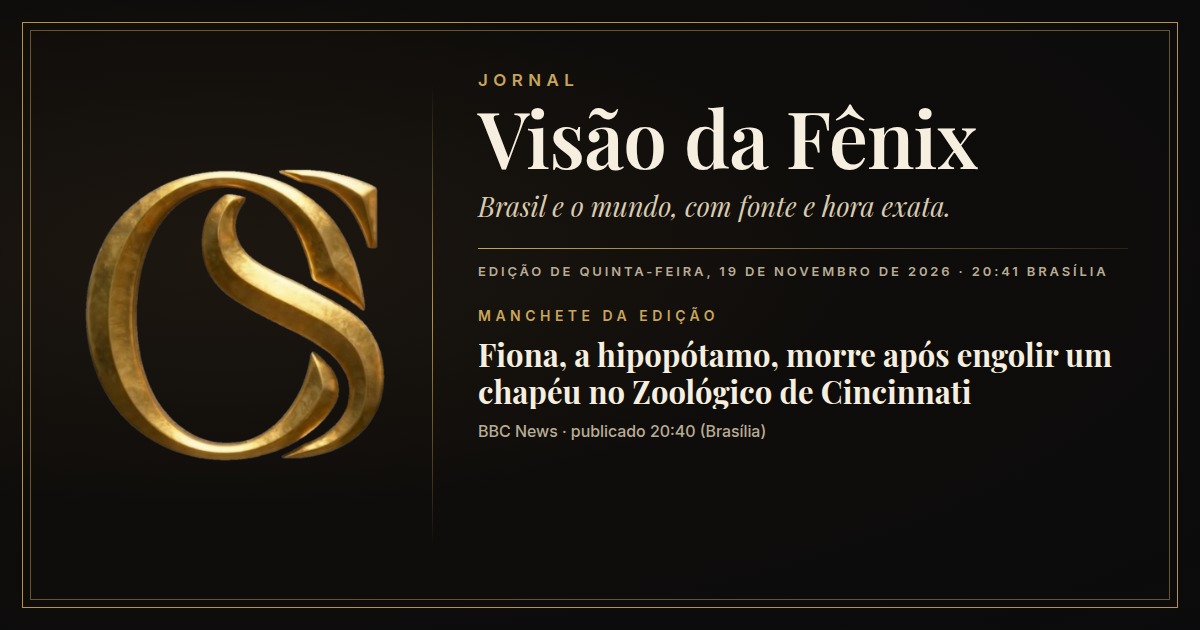 JORNAL
Visão da Fênix
Brasil e o mundo, com fonte e hora exata.
EDIÇÃO DE QUINTA-FEIRA, 19 DE NOVEMBRO DE 2026 · 20:41 BRASÍLIA
MANCHETE DA EDIÇÃO
Fiona, a hipopótamo, morre após engolir um
chapéu no Zoológico de Cincinnati
BBC News · publicado 20:40 (Brasília)